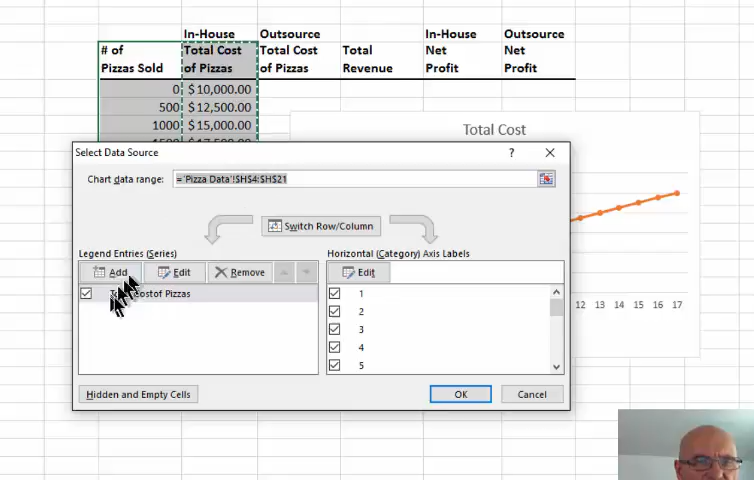 In-House Outsource In-House Outsource
# of Total Cost Total Cost Total Net Net
Pizzas Sold of Pizzas of Pizzas Revenue Profit Profit
0 $10,000.00
500 $12,500.00
1000 $15,000.00
Total Cost
Select Data Source ?
Chart data range: ='Pizza Data'!$H$4:$H$21
Switch Row/Column
Legend Entries (Series) Horizontal (Category) Axis Labels
Add Edit Remove Edit
of Pizzas 1
2
3
4
5
12 13 14 15 16 17
Hidden and Empty Cells OK Cancel